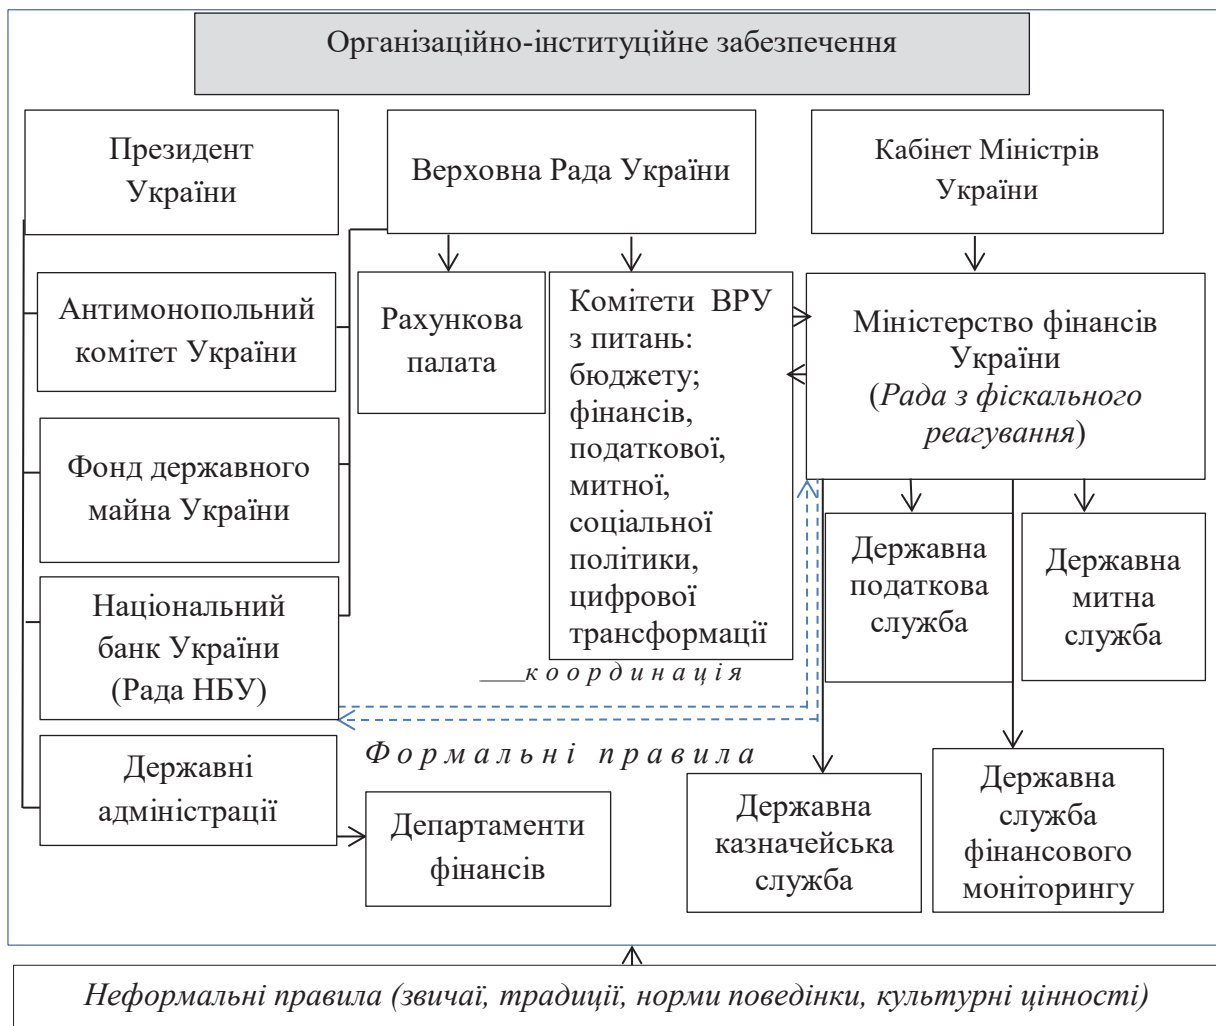 Організаційно-інституційне забезпечення
Президент
України
Верховна Рада України
Кабінет Міністрів
України
Антимонопольний
комітет України
Рахункова
палата
Комітети ВРУ
з питань:
бюджету;
фінансів,
податкової,
митної,
соціальної
політики,
цифрової
трансформації
Міністерство фінансів
України
(Рада з фіскального
реагування)
Фонд державного
майна України
Державна
податкова
служба
Державна
митна
служба
Національний
банк України
(Рада НБУ)
___координація
Формальні правила
Державні
адміністрації
Департаменти
фінансів
Державна
казначейська
служба
Державна
служба
фінансового
моніторингу
Неформальні правила (звичаї, традиції, норми поведінки, культурні цінності)